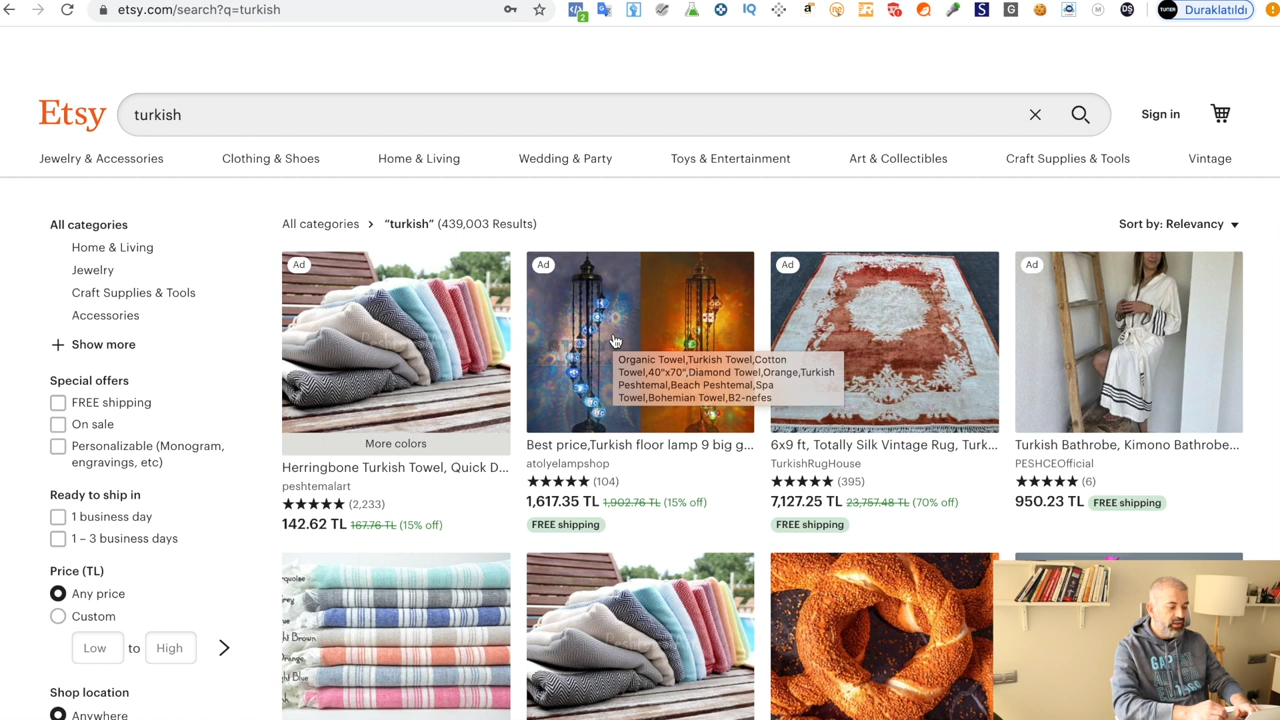 etsy.com/search?q=turkish
2
TUNER
Duraklatıldı
Etsy
turkish
Sign in
Jewelry & Accessories
Clothing & Shoes
Home & Living
Wedding & Party
Toys & Entertainment
Art & Collectibles
Craft Supplies & Tools
Vintage
All categories
Home & Living
Jewelry
Craft Supplies & Tools
Accessories
Show more
Special offers
FREE shipping
On sale
Personalizable (Monogram,
engravings, etc)
Ready to ship in
1 business day
1 – 3 business days
Price (TL)
Any price
Custom
Low to High
Shop location
Anywhere
All categories > “turkish” (439,003 Results)
Sort by: Relevancy
Ad
More colors
Herringbone Turkish Towel, Quick D...
peshtemalart
(2,233)
142.62 TL 167.76 TL (15% off)
Ad
Organic Towel,Turkish Towel,Cotton
Towel,40"x70",Diamond Towel,Orange,Turkish
Peshtemal,Beach Peshtemal,Spa
Towel,Bohemian Towel,B2-nefes
Best price,Turkish floor lamp 9 big g...
atolyelampshop
(104)
1,617.35 TL 1,902.76 TL (15% off)
FREE shipping
Ad
6x9 ft, Totally Silk Vintage Rug, Turk...
TurkishRugHouse
(395)
7,127.25 TL 23,757.48 TL (70% off)
FREE shipping
Ad
Turkish Bathrobe, Kimono Bathrobe...
PESHCEOfficial
(6)
950.23 TL FREE shipping